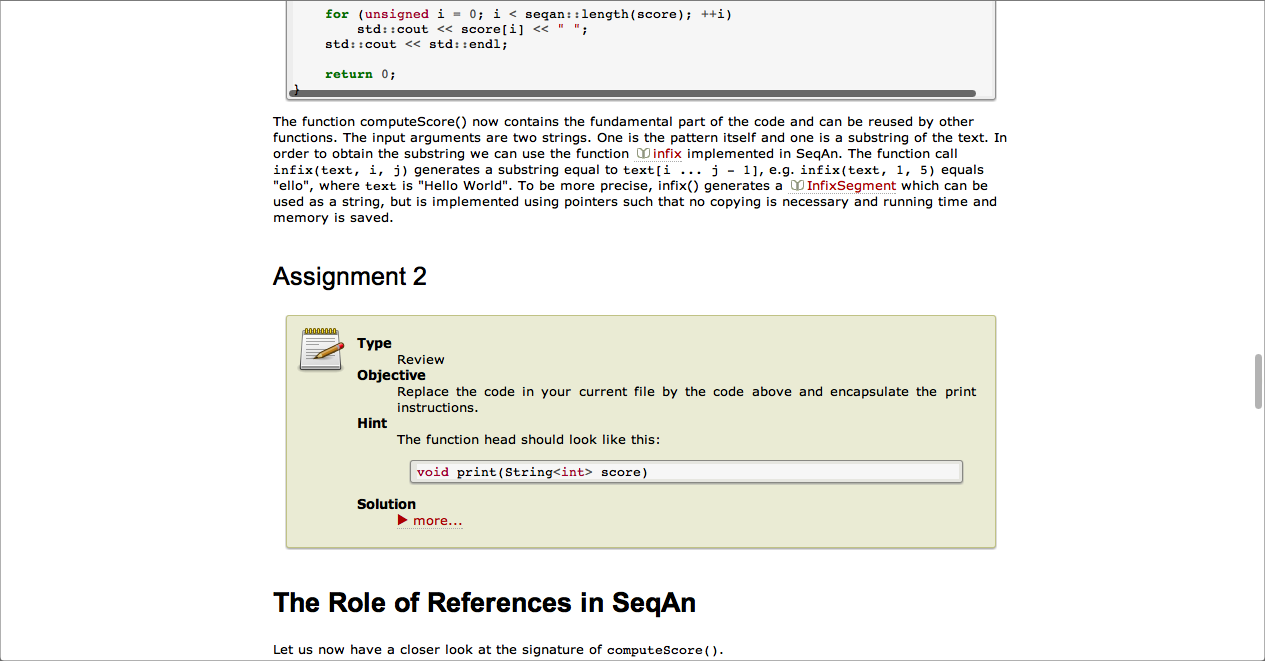 for (unsigned i = 0; i < seqan::length(score); ++i)
std::cout << score[i] << " ";
std::cout << std::endl;
return 0;
}
The function computeScore() now contains the fundamental part of the code and can be reused by other
functions. The input arguments are two strings. One is the pattern itself and one is a substring of the text. In
order to obtain the substring we can use the function infix implemented in SeqAn. The function call
infix(text, i, j) generates a substring equal to text[i ... j - 1], e.g. infix(text, 1, 5) equals
"ello", where text is "Hello World". To be more precise, infix() generates a InfixSegment which can be
used as a string, but is implemented using pointers such that no copying is necessary and running time and
memory is saved.
Assignment 2
Type
Review
Objective
Replace the code in your current file by the code above and encapsulate the print
instructions.
Hint
The function head should look like this:
void print(String<int> score)
Solution
more...
The Role of References in SeqAn
Let us now have a closer look at the signature of computeScore().